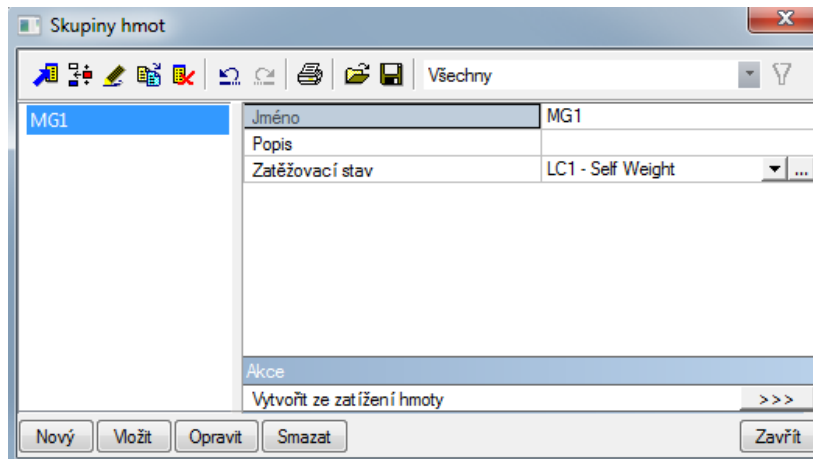 Skupiny hmot
Všechny
MG1
Jméno MG1
Popis
Zatěžovací stav LC1 - Self Weight ...
Akce
Vytvořit ze zatížení hmoty >>>
Nový Vložit Opravit Smazat Zavřít